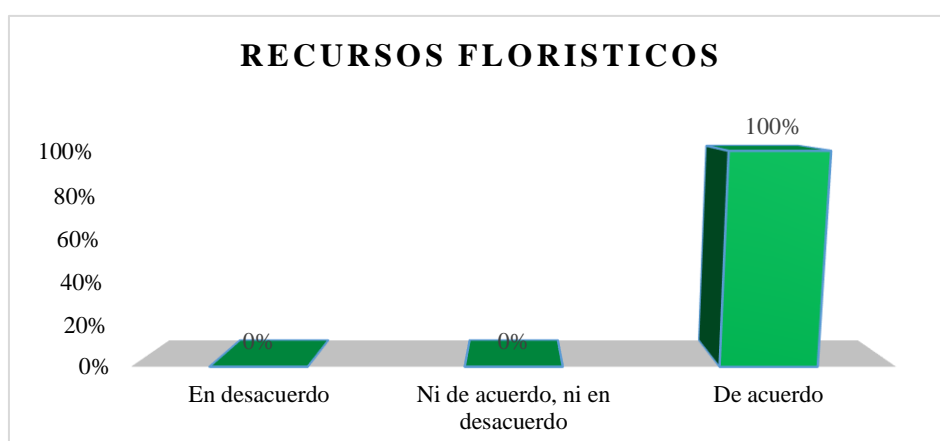 RECURSOS FLORISTICOS
100%
100%
80%
60%
40%
20%
0%
0%
0%
En desacuerdo
Ni de acuerdo, ni en
desacuerdo
De acuerdo